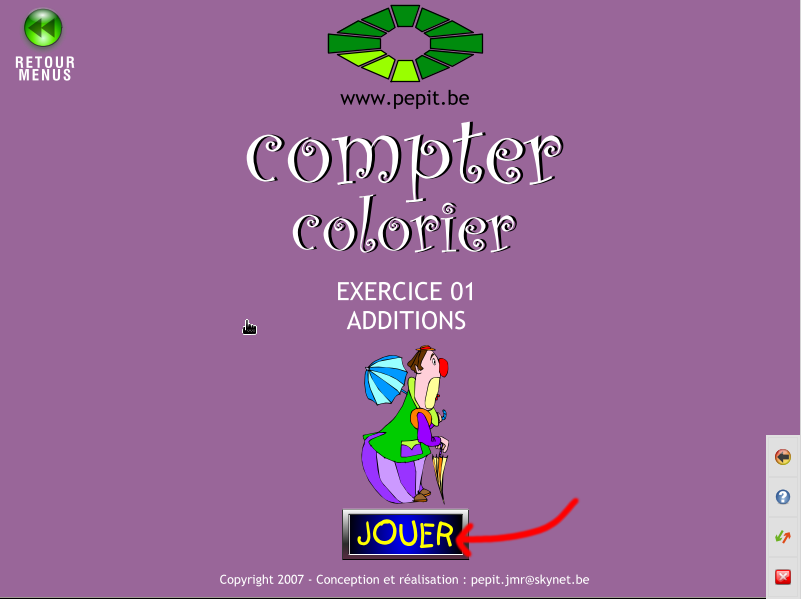 RETOUR
MENUS
www.pepit.be
compter
colorier
EXERCICE 01
ADDITIONS
JOUER
Copyright 2007 - Conception et réalisation : pepit.jmr@skynet.be